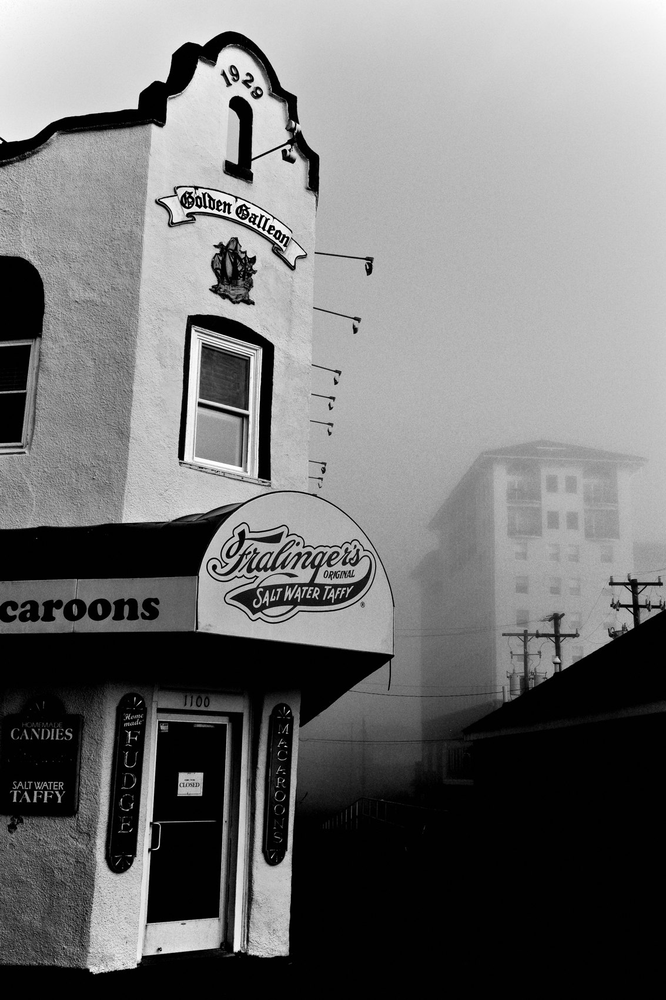 1929
Golden Galleon
Fralinger's
ORIGINAL
SALT WATER TAFFY
®
caroons
1100
HOMEMADE
CANDIES
SALT WATER
TAFFY
"Home
made"
FUDGE
CLOSED
MACAROONS